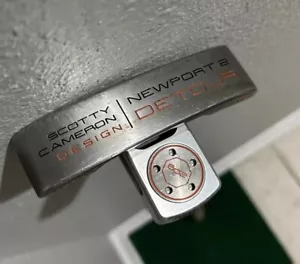 SCOTTY
CAMERON
DESIGN.
NEWPORT 2
DETOUR